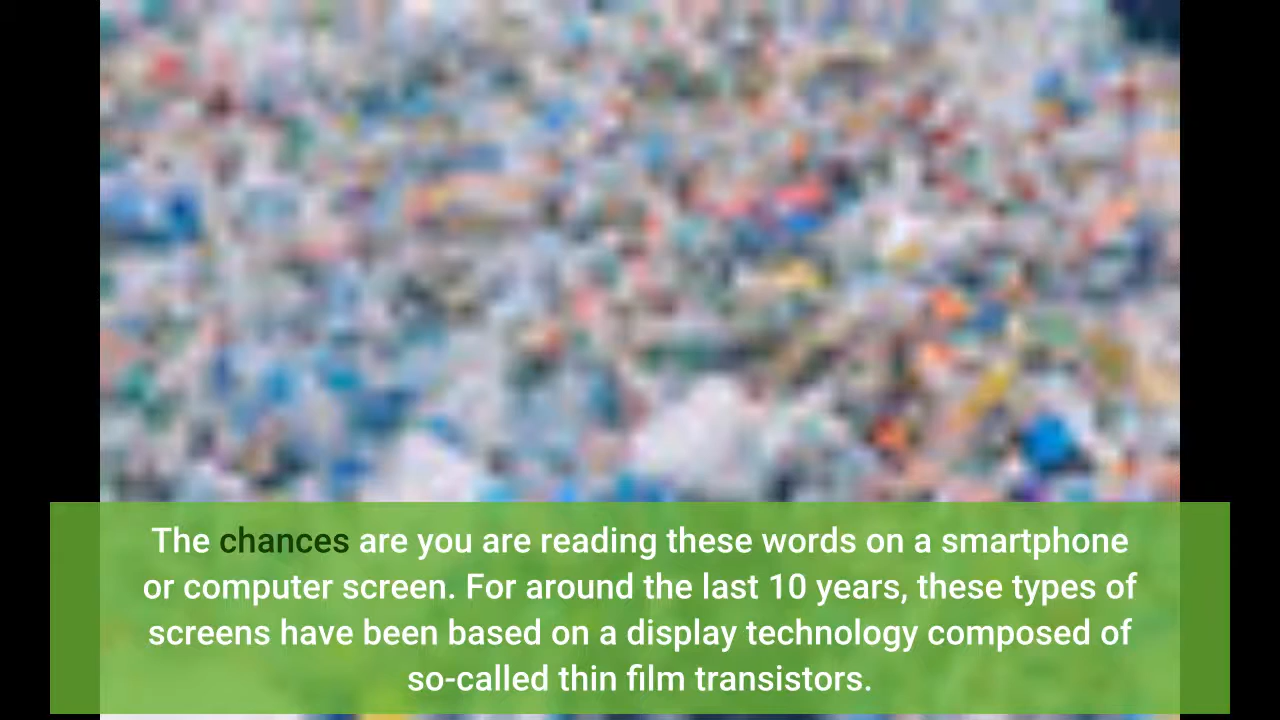 The chances are you are reading these words on a smartphone
or computer screen. For around the last 10 years, these types of
screens have been based on a display technology composed of
so-called thin film transistors.